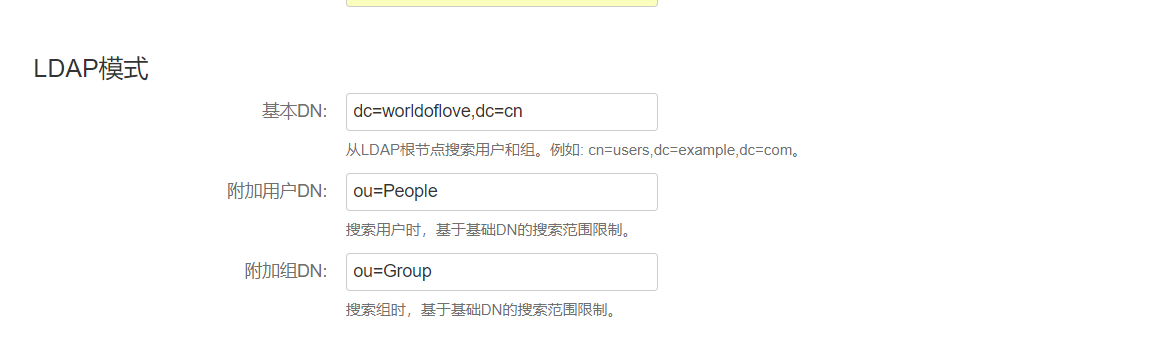 LDAP模式
基本DN:
dc=worldoflove,dc=cn
从LDAP根节点搜索用户和组。例如: cn=users,dc=example,dc=com。
附加用户DN:
ou=People
搜索用户时，基于基础DN的搜索范围限制。
附加组DN:
ou=Group
搜索组时，基于基础DN的搜索范围限制。